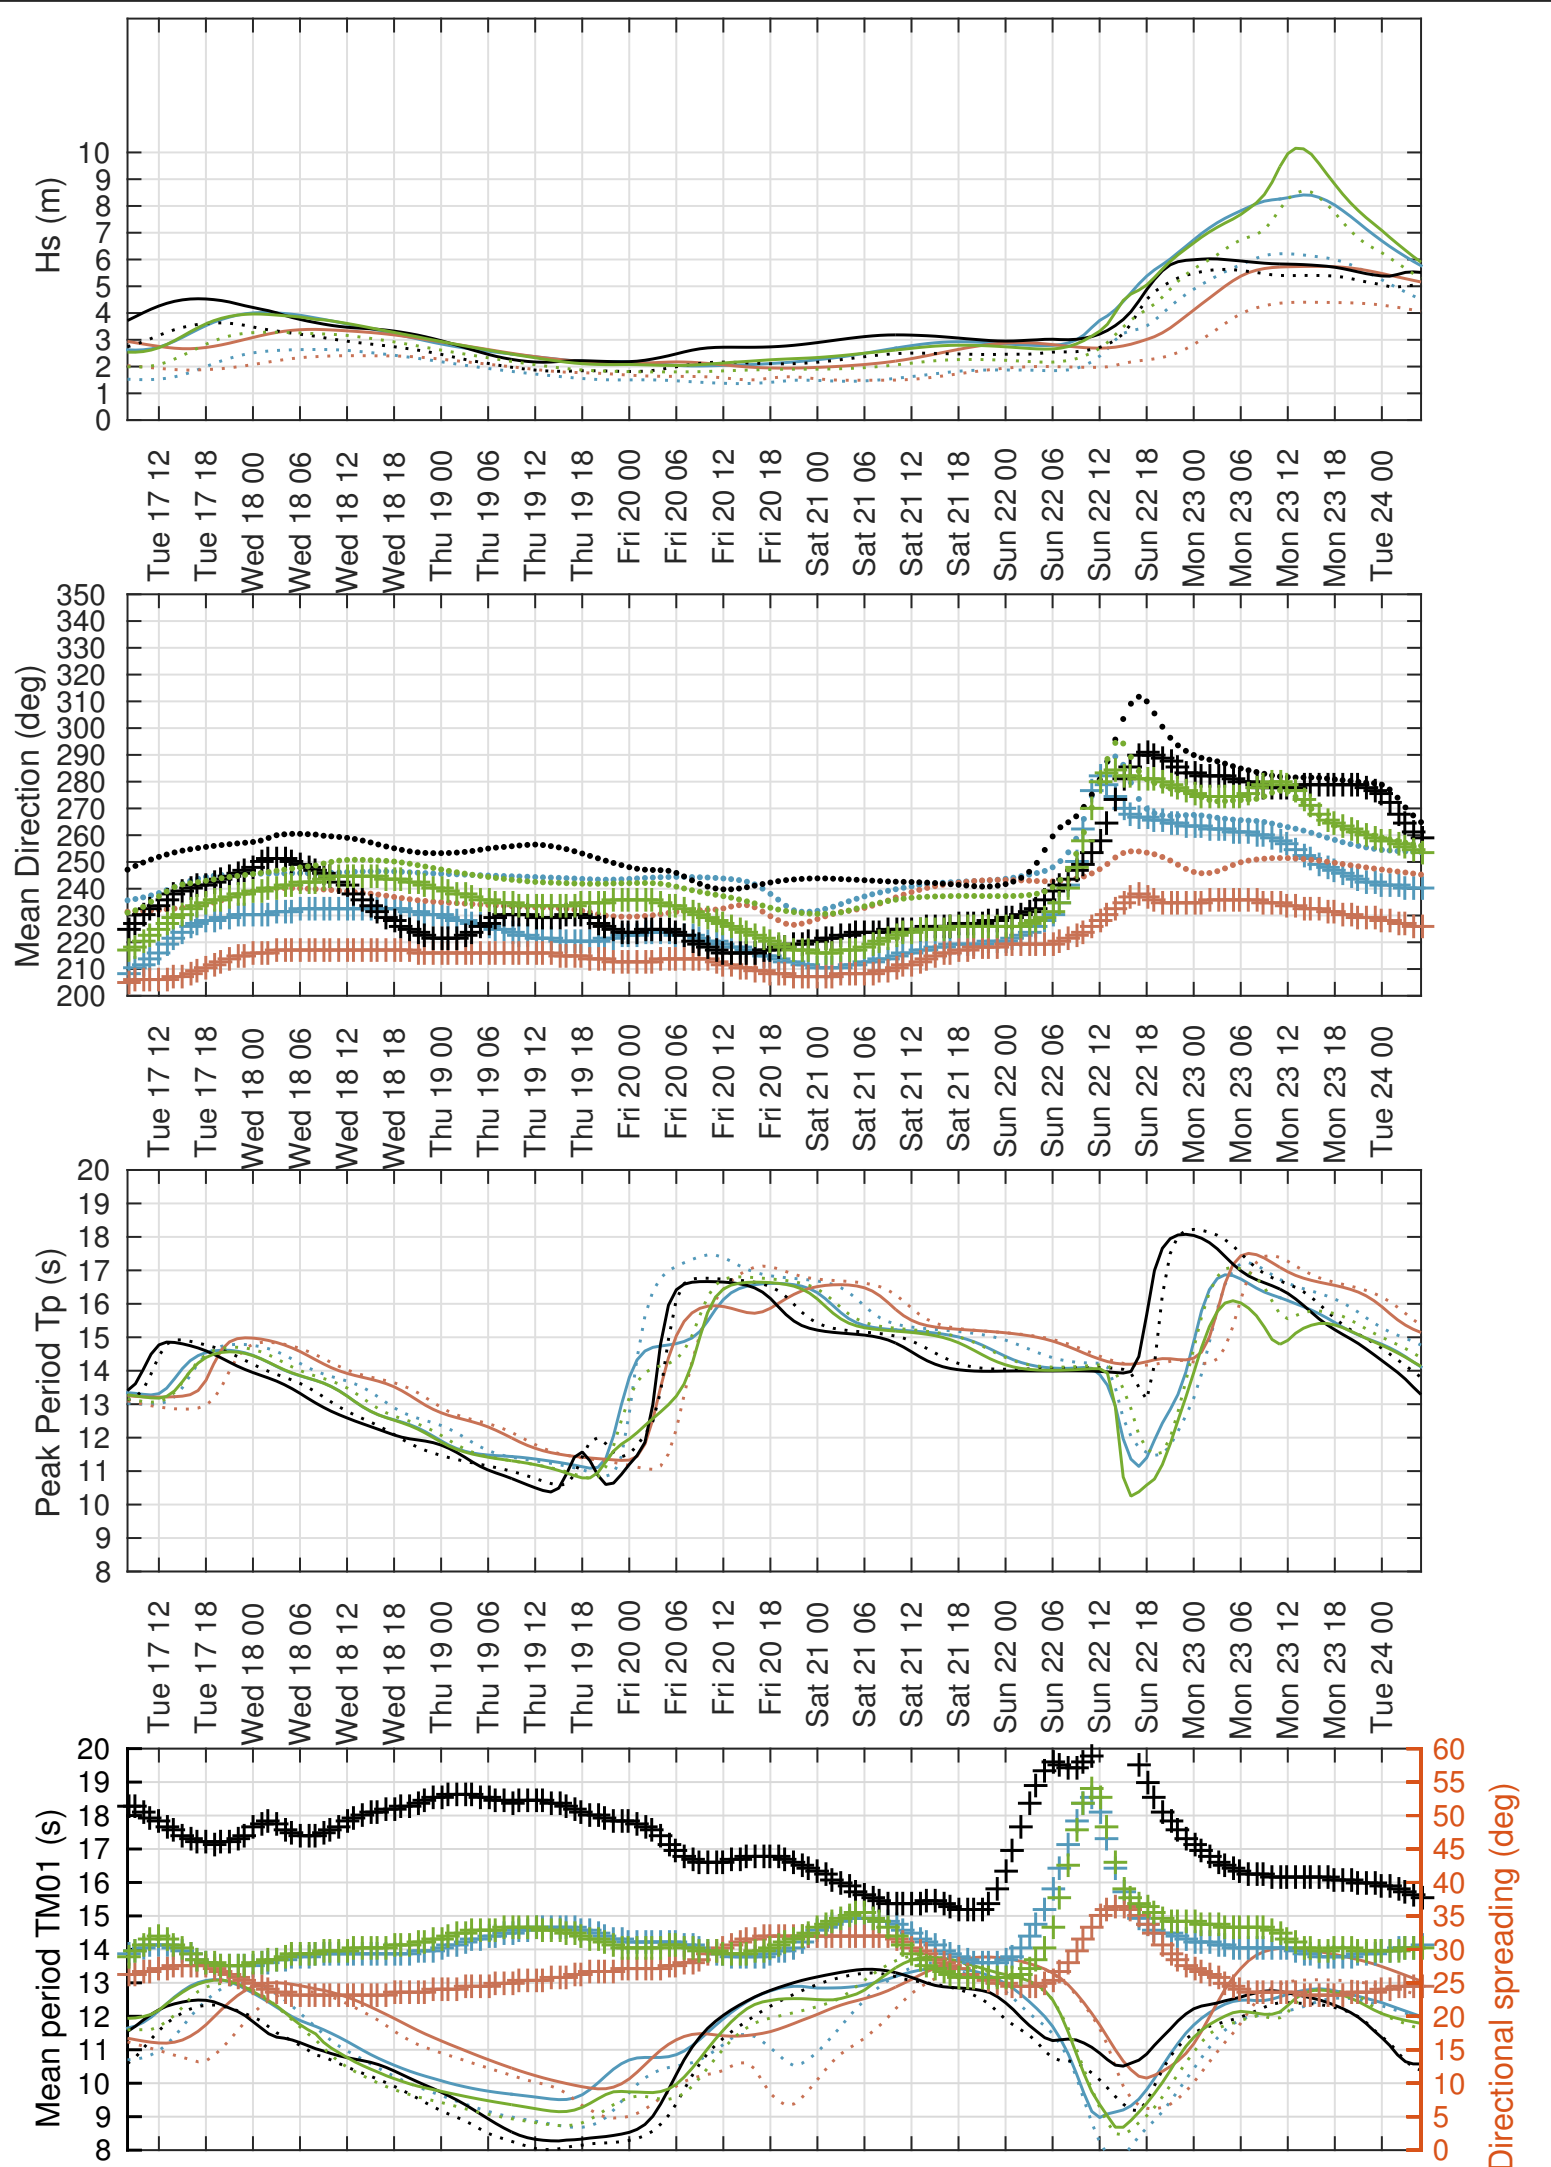 Hs (m)
10
9
8
7
6
5
4
3
2
1
0
Tue 17 12
Tue 17 18
Wed 18 00
Wed 18 06
Wed 18 12
Wed 18 18
Thu 19 00
Thu 19 06
Thu 19 12
Thu 19 18
Fri 20 00
Fri 20 06
Fri 20 12
Fri 20 18
Sat 21 00
Sat 21 06
Sat 21 12
Sat 21 18
Sun 22 00
Sun 22 06
Sun 22 12
Sun 22 18
Mon 23 00
Mon 23 06
Mon 23 12
Mon 23 18
Tue 24 00
Mean Direction (deg)
350
340
330
320
310
300
290
280
270
260
250
240
230
220
210
200
Tue 17 12
Tue 17 18
Wed 18 00
Wed 18 06
Wed 18 12
Wed 18 18
Thu 19 00
Thu 19 06
Thu 19 12
Thu 19 18
Fri 20 00
Fri 20 06
Fri 20 12
Fri 20 18
Sat 21 00
Sat 21 06
Sat 21 12
Sat 21 18
Sun 22 00
Sun 22 06
Sun 22 12
Sun 22 18
Mon 23 00
Mon 23 06
Mon 23 12
Mon 23 18
Tue 24 00
Peak Period Tp (s)
20
19
18
17
16
15
14
13
12
11
10
9
8
Tue 17 12
Tue 17 18
Wed 18 00
Wed 18 06
Wed 18 12
Wed 18 18
Thu 19 00
Thu 19 06
Thu 19 12
Thu 19 18
Fri 20 00
Fri 20 06
Fri 20 12
Fri 20 18
Sat 21 00
Sat 21 06
Sat 21 12
Sat 21 18
Sun 22 00
Sun 22 06
Sun 22 12
Sun 22 18
Mon 23 00
Mon 23 06
Mon 23 12
Mon 23 18
Tue 24 00
Mean period TM01 (s)
20
19
18
17
16
15
14
13
12
11
10
9
8
60
55
50
45
40
35
30
25
20
15
10
5
0
Directional spreading (deg)